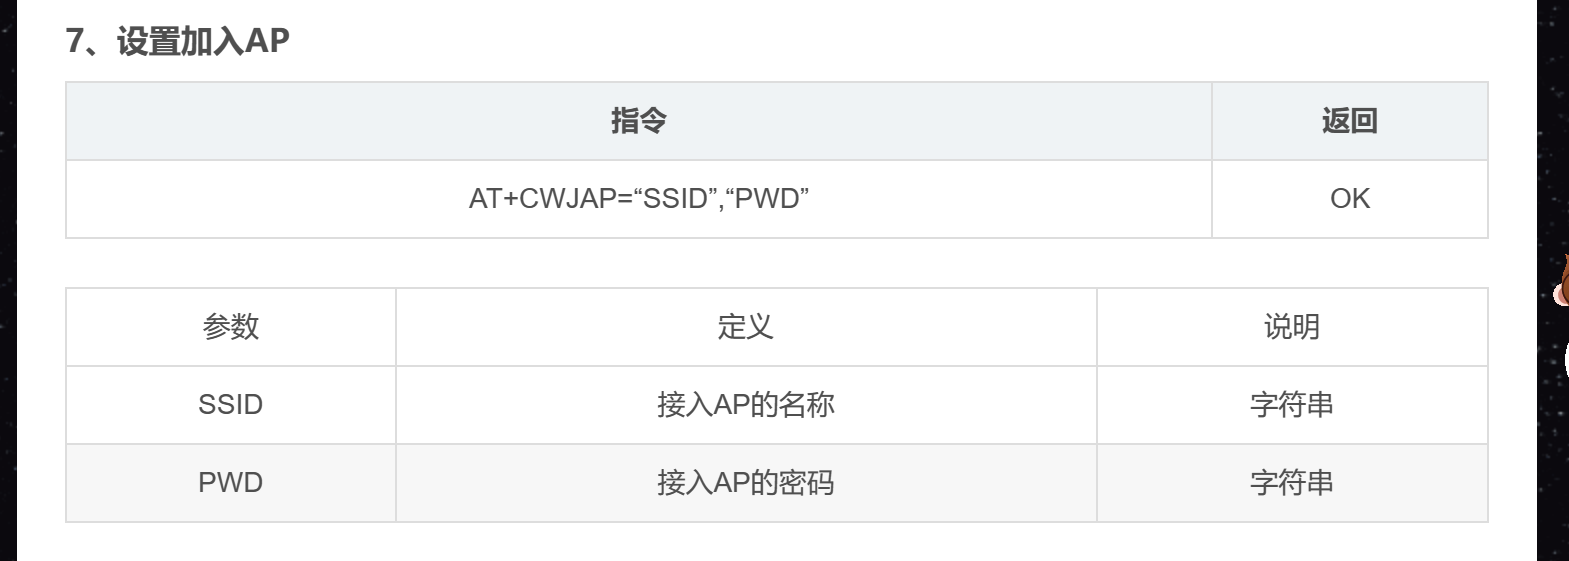 7、设置加入AP
指令 返回
AT+CWJAP=“SSID”,“PWD” OK
参数 定义 说明
SSID 接入AP的名称 字符串
PWD 接入AP的密码 字符串